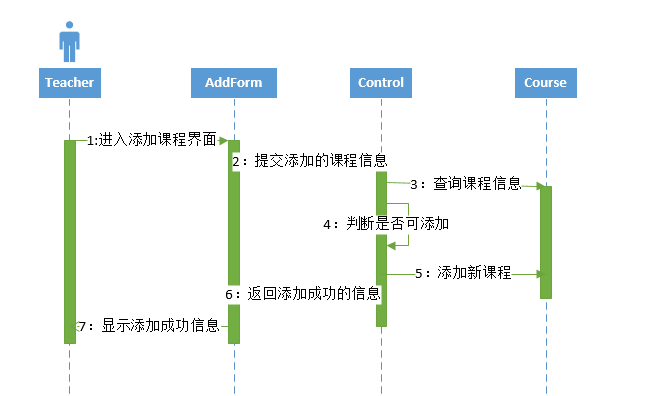 Teacher
AddForm
Control
Course
1:进入添加课程界面
2：提交添加的课程信息
3：查询课程信息
4：判断是否可添加
5：添加新课程
6：返回添加成功的信息
7：显示添加成功信息